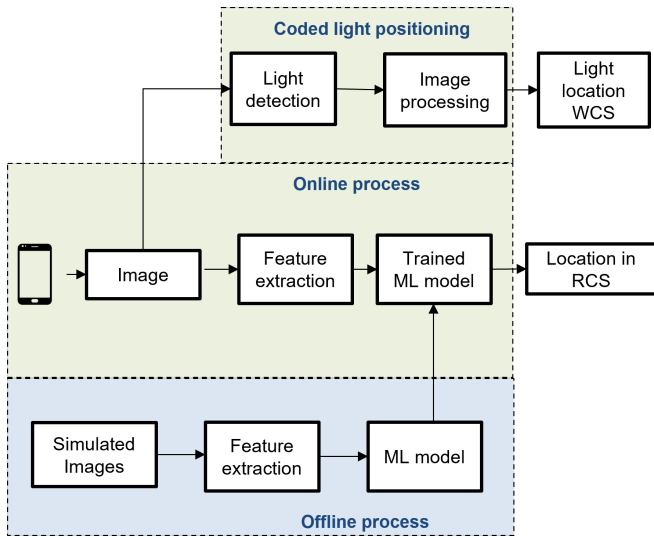 Coded light positioning
Light
detection
Image
processing
Light
location
WCS
Online process
Image
Feature
extraction
Trained
ML model
Location in
RCS
Simulated
Images
Feature
extraction
ML model
Offline process